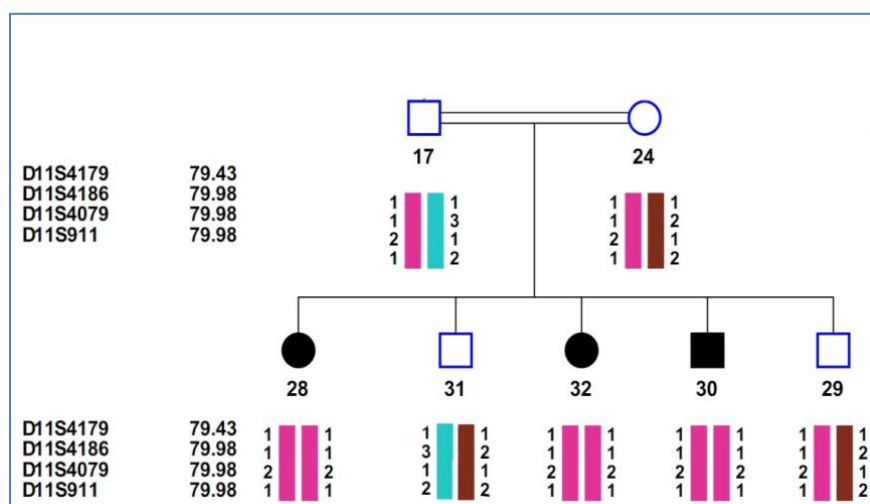 17 24
D11S4179 79.43
D11S4186 79.98
D11S4079 79.98
D11S911 79.98
1 1 1 1
1 3 1 2
2 1 2 1
1 2 1 2
28 31 32 30 29
D11S4179 79.43 1 1 1 1 1 1 1 1 1 1
D11S4186 79.98 1 1 3 2 1 1 1 1 1 2
D11S4079 79.98 2 2 1 1 2 2 2 2 2 1
D11S911 79.98 1 1 2 2 1 1 1 1 1 2